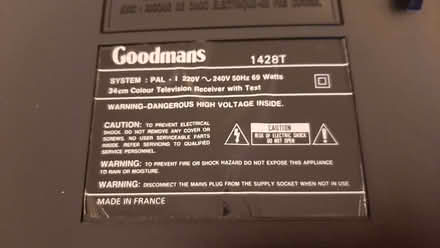 AVEC :
Goodmans 1428T
SYSTEM : PAL - I 220V ~ 240V 50Hz 69 Watts
34cm Colour Television Receiver with Text
WARNING-DANGEROUS HIGH VOLTAGE INSIDE.
CAUTION: TO PREVENT ELECTRICAL
SHOCK. DO NOT REMOVE ANY COVER OR
SCREWS. NO USER SERVICEABLE PARTS
INSIDE. REFER SERVICING TO QUALIFIED
SERVICE PERSONNEL.
CAUTION
RISK OF ELECTRIC SHOCK
DO NOT OPEN
WARNING: TO PREVENT FIRE OR SHOCK HAZARD DO NOT EXPOSE THIS APPLIANCE
TO RAIN OR MOISTURE.
WARNING: DISCONNECT THE MAINS PLUG FROM THE SUPPLY SOCKET WHEN NOT IN USE.
MADE IN FRANCE